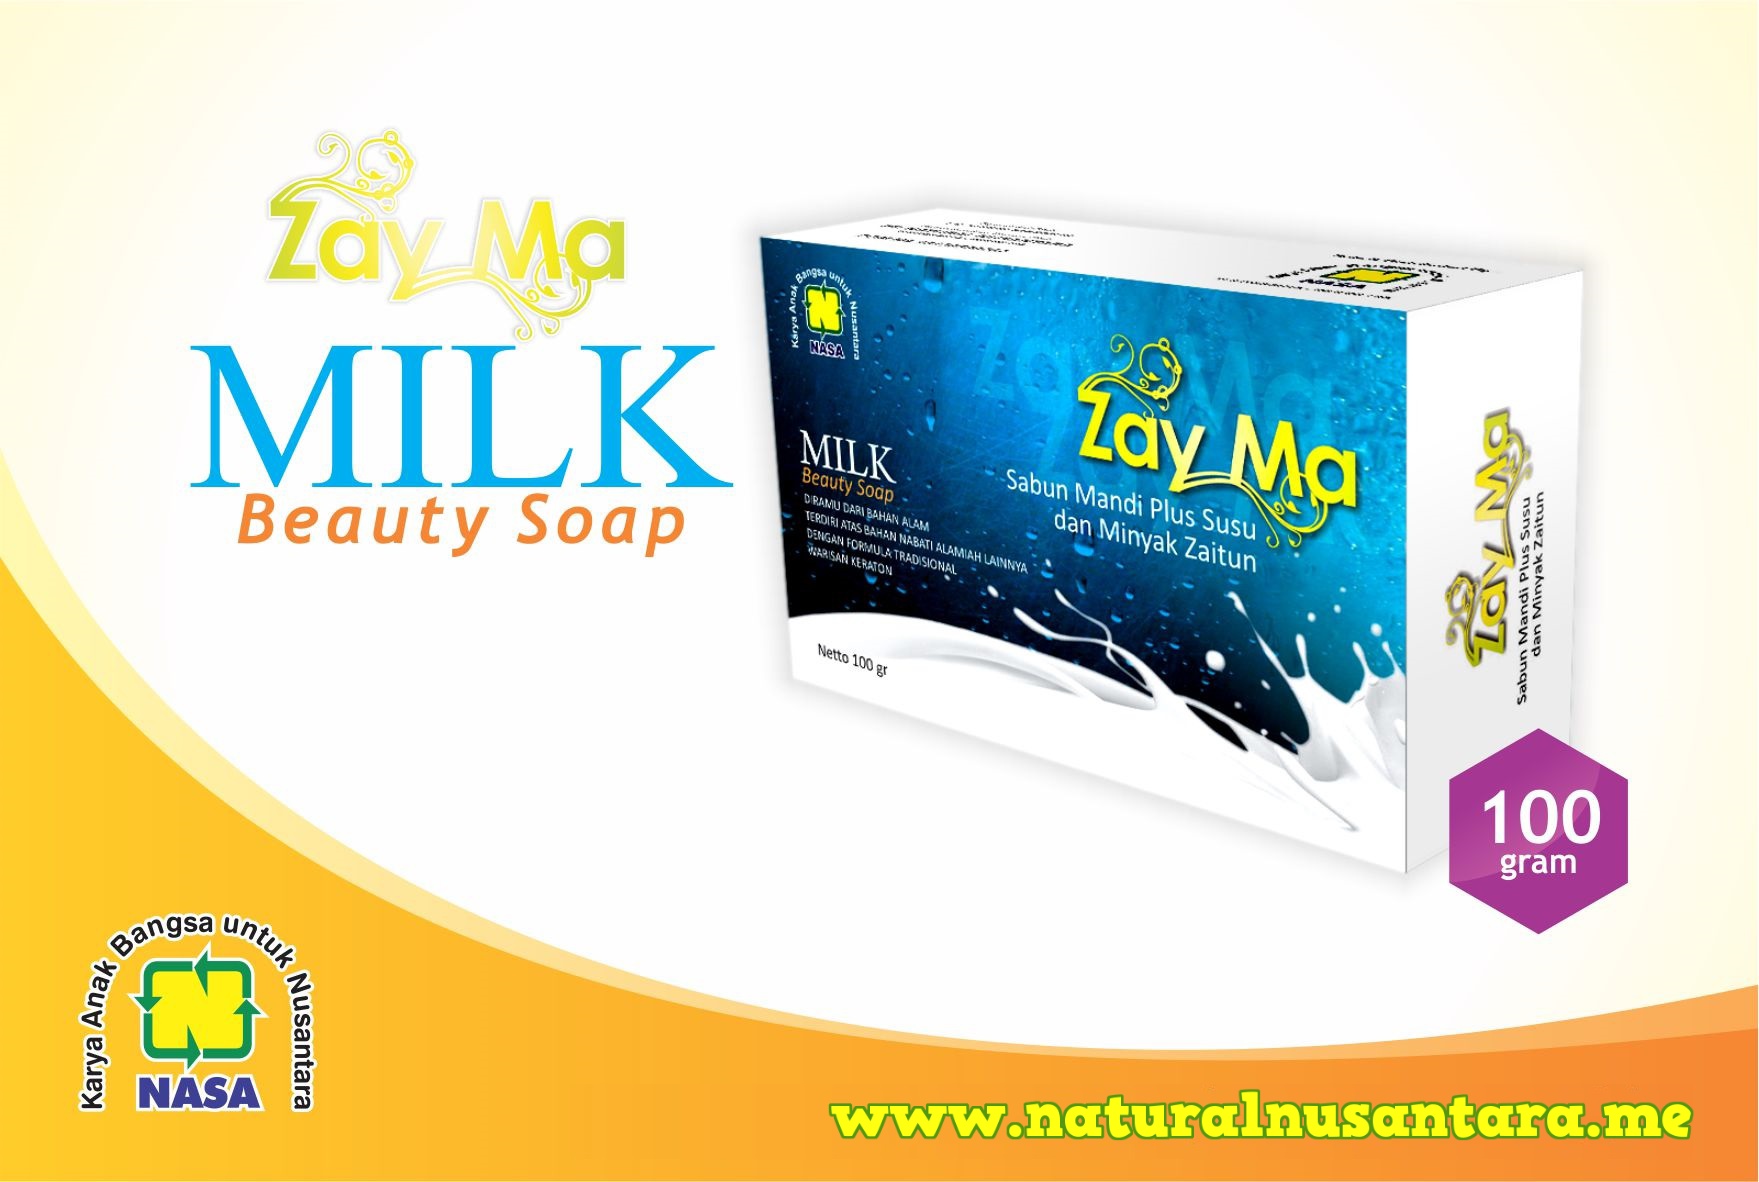 Zay Ma
MILK
Beauty Soap
Karya Anak Bangsa untuk Nusantara
NASA
Zay Ma
Sabun Mandi Plus Susu
dan Minyak Zaitun
MILK
Beauty Soap
DIRAMU DARI BAHAN ALAM
TERDIRI ATAS BAHAN NABATI ALAMIAH LAINNYA
DENGAN FORMULA TRADISIONAL
WARISAN KERATON
Netto 100 gr
NASA
Zay Ma
Sabun Mandi Plus Susu
dan Minyak Zaitun
100
gram
Karya Anak Bangsa untuk Nusantara
NASA
www.naturalnusantara.me